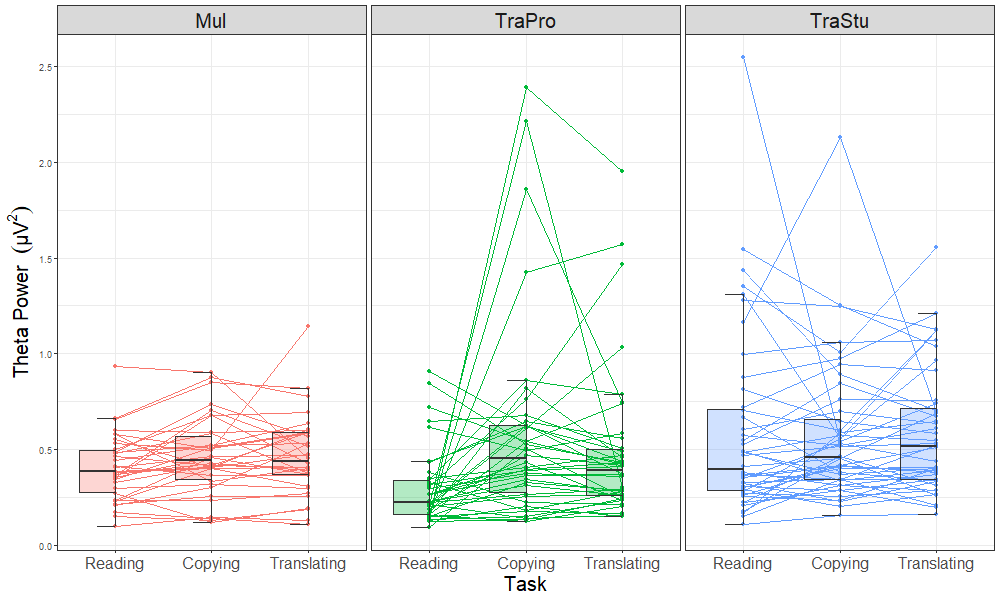 Mul TraPro TraStu
Theta Power (µV²)
2.5
2.0
1.5
1.0
0.5
0.0
Reading Copying Translating Reading Copying Translating Reading Copying Translating
Task